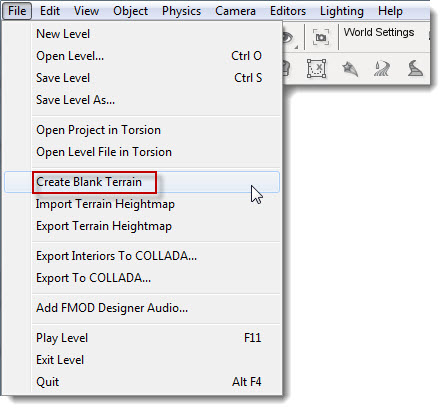 File Edit View Object Physics Camera Editors Lighting Help
World Settings
New Level
Open Level... Ctrl O
Save Level Ctrl S
Save Level As...
Open Project in Torsion
Open Level File in Torsion
Create Blank Terrain
Import Terrain Heightmap
Export Terrain Heightmap
Export Interiors To COLLADA...
Export To COLLADA...
Add FMOD Designer Audio...
Play Level F11
Exit Level
Quit Alt F4